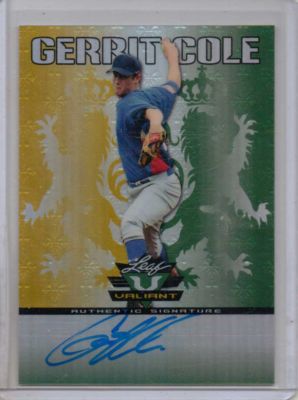 GERRIT COLE
Leaf
VALIANT
AUTHENTIC SIGNATURE